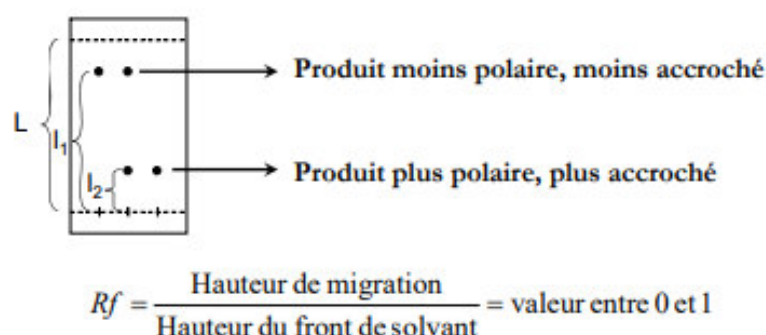 Produit moins polaire, moins accroché
L
l₁
l₂
Produit plus polaire, plus accroché
Rf = Hauteur de migration / Hauteur du front de solvant = valeur entre 0 et 1